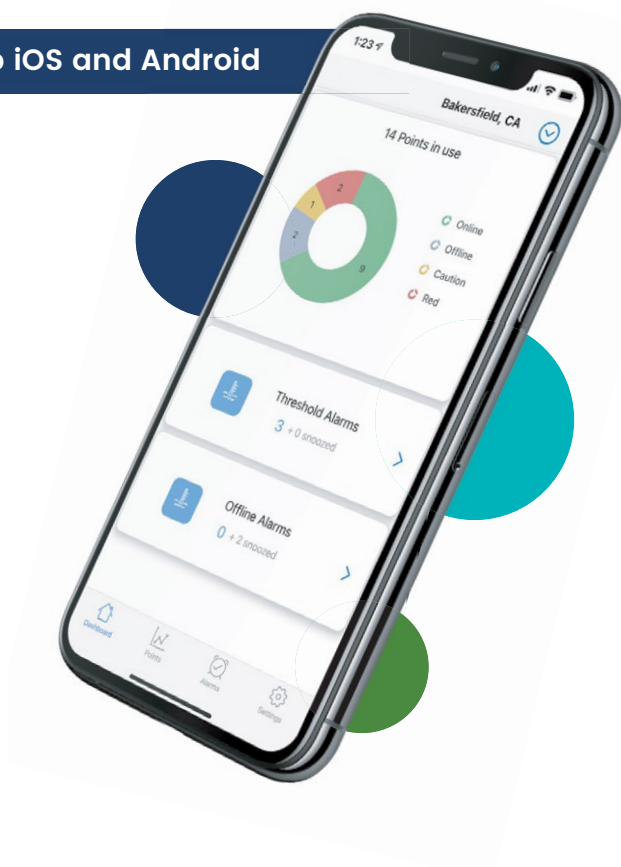 iOS and Android
1:23
Bakersfield, CA
14 Points in use
2
1
2
9
Online
Offline
Caution
Red
Threshold Alarms
3 + 0 snoozed
Offline Alarms
0 + 2 snoozed
Dashboard
Points
Alarms
Settings